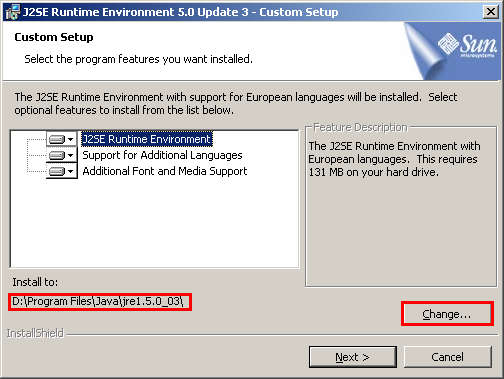 J2SE Runtime Environment 5.0 Update 3 - Custom Setup
Custom Setup
Select the program features you want installed.
Sun
microsystems
The J2SE Runtime Environment with support for European languages will be installed. Select
optional features to install from the list below.
J2SE Runtime Environment
Support for Additional Languages
Additional Font and Media Support
Feature Description
The J2SE Runtime Environment with
European languages. This requires
131 MB on your hard drive.
Install to:
D:\Program Files\Java\jre1.5.0_03\
Change...
InstallShield
Next >
Cancel